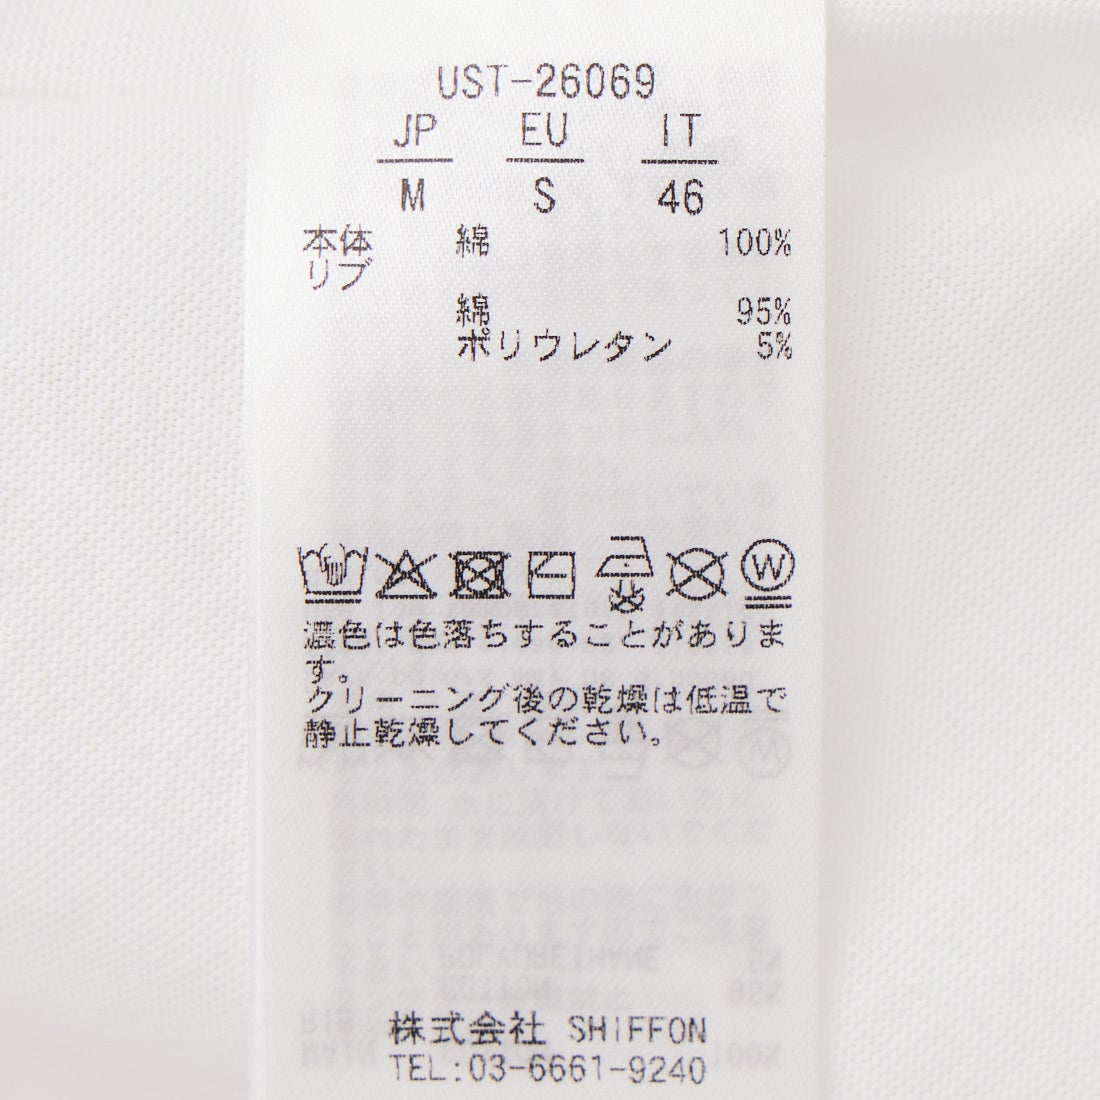 UST-26069
JP EU IT
M S 46
本体 綿 100%
リブ
綿 95%
ポリウレタン 5%
W
濃色は色落ちすることがありま
す。
クリーニング後の乾燥は低温で
静止乾燥してください。
株式会社 SHIFFON
TEL:03-6661-9240